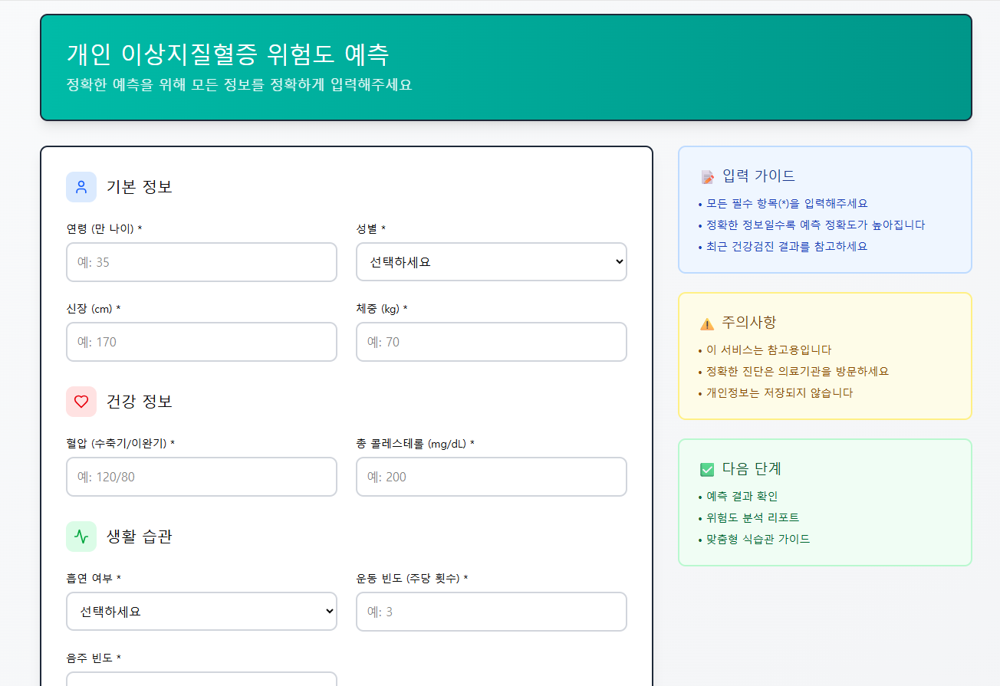 개인 이상지질혈증 위험도 예측
정확한 예측을 위해 모든 정보를 정확하게 입력해주세요
기본 정보
연령 (만 나이) *
성별 *
예: 35
선택하세요
신장 (cm) *
체중 (kg) *
예: 170
예: 70
건강 정보
혈압 (수축기/이완기) *
총 콜레스테롤 (mg/dL) *
예: 120/80
예: 200
생활 습관
흡연 여부 *
운동 빈도 (주당 횟수) *
선택하세요
예: 3
음주 빈도 *
입력 가이드
• 모든 필수 항목(*)을 입력해주세요
• 정확한 정보일수록 예측 정확도가 높아집니다
• 최근 건강검진 결과를 참고하세요
주의사항
• 이 서비스는 참고용입니다
• 정확한 진단은 의료기관을 방문하세요
• 개인정보는 저장되지 않습니다
다음 단계
• 예측 결과 확인
• 위험도 분석 리포트
• 맞춤형 식습관 가이드